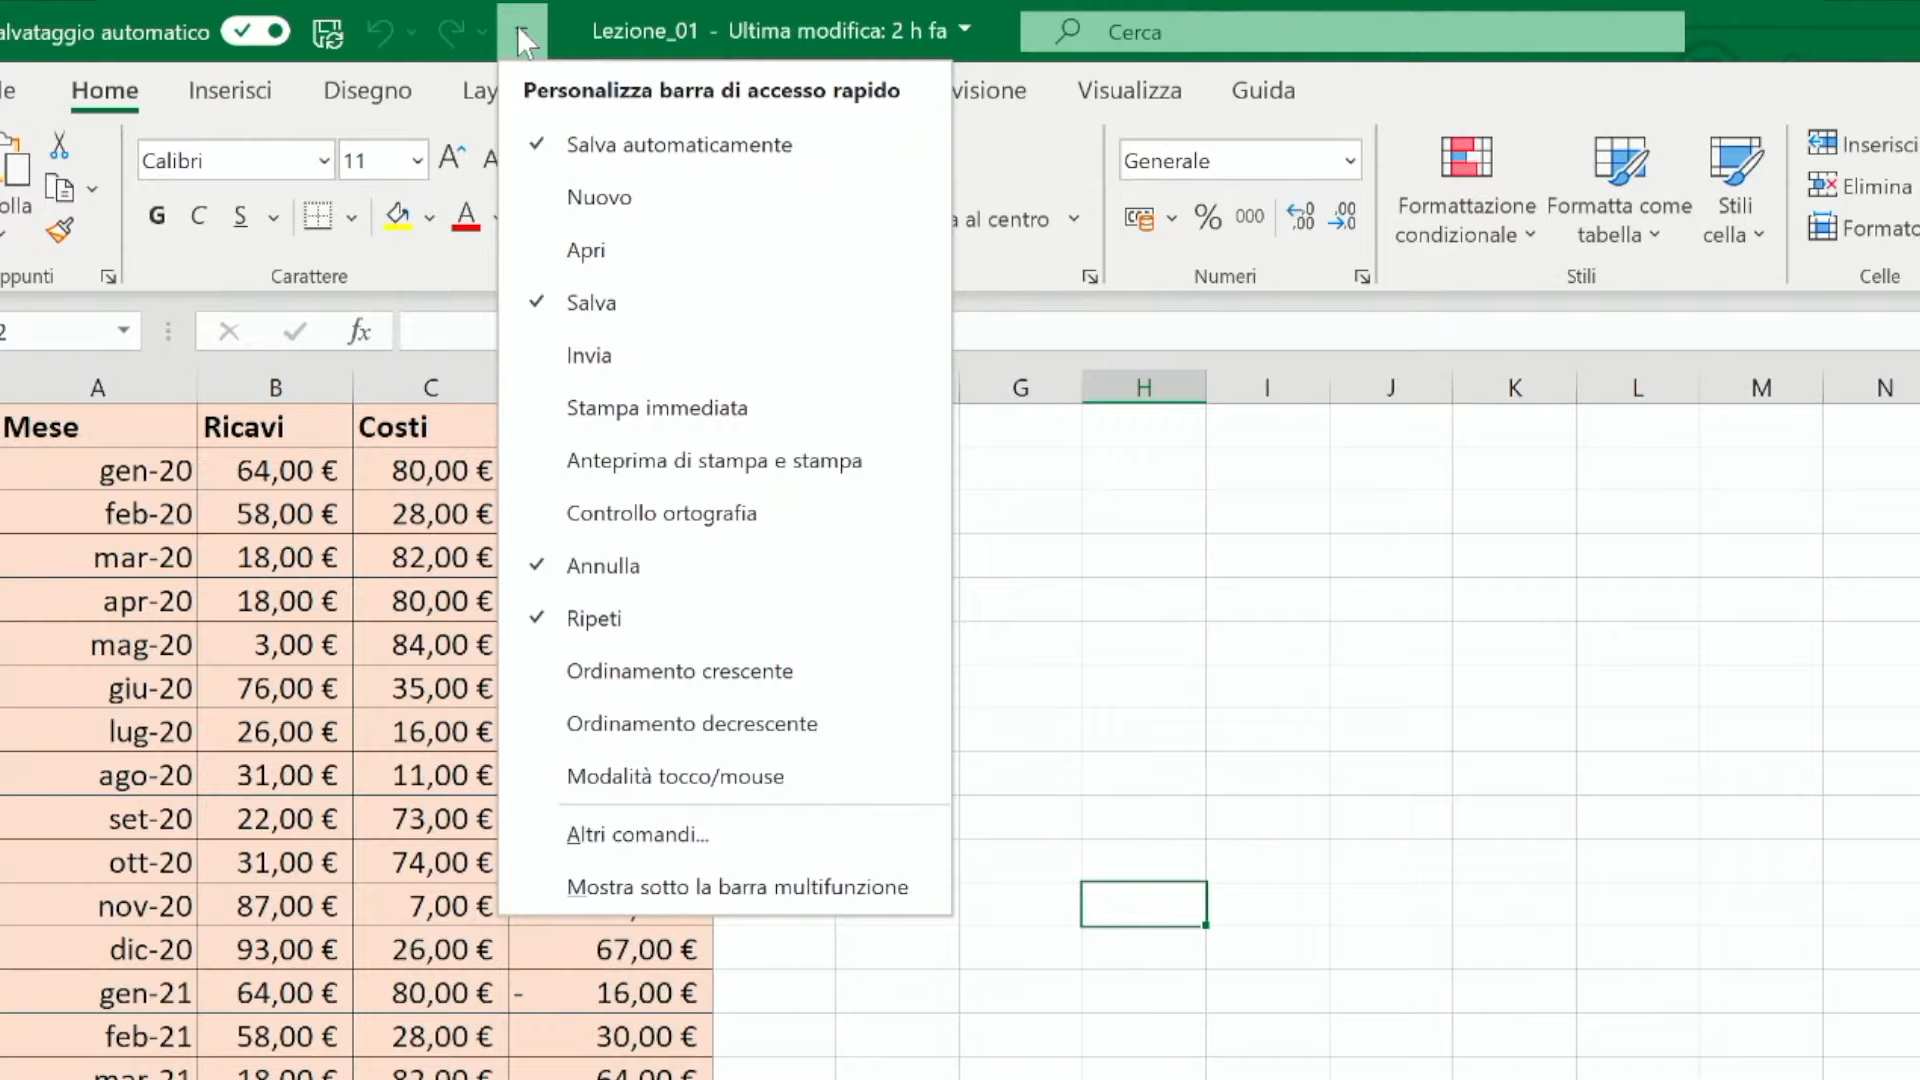 alvataggio automatico
Lezione_01 - Ultima modifica: 2 h fa
Cerca
Home
Inserisci
Disegno
Lay
visione
Visualizza
Guida
Calibri
11
Generale
G C S
a al centro
% 000
Formattazione condizionale
Formatta come tabella
Stili cella
Inserisci
Elimina
Formato
olla
ppunti
Carattere
Numeri
Stili
Celle
fx
Personalizza barra di accesso rapido
Salva automaticamente
Nuovo
Apri
Salva
Invia
Stampa immediata
Anteprima di stampa e stampa
Controllo ortografia
Annulla
Ripeti
Ordinamento crescente
Ordinamento decrescente
Modalità tocco/mouse
Altri comandi...
Mostra sotto la barra multifunzione
A B C G H I J K L M N
Mese Ricavi Costi
gen-20 64,00 € 80,00 €
feb-20 58,00 € 28,00 €
mar-20 18,00 € 82,00 €
apr-20 18,00 € 80,00 €
mag-20 3,00 € 84,00 €
giu-20 76,00 € 35,00 €
lug-20 26,00 € 16,00 €
ago-20 31,00 € 11,00 €
set-20 22,00 € 73,00 €
ott-20 31,00 € 74,00 €
nov-20 87,00 € 7,00 €
dic-20 93,00 € 26,00 € 67,00 €
gen-21 64,00 € 80,00 € - 16,00 €
feb-21 58,00 € 28,00 € 30,00 €
mar-21 18,00 € 82,00 € 64,00 €